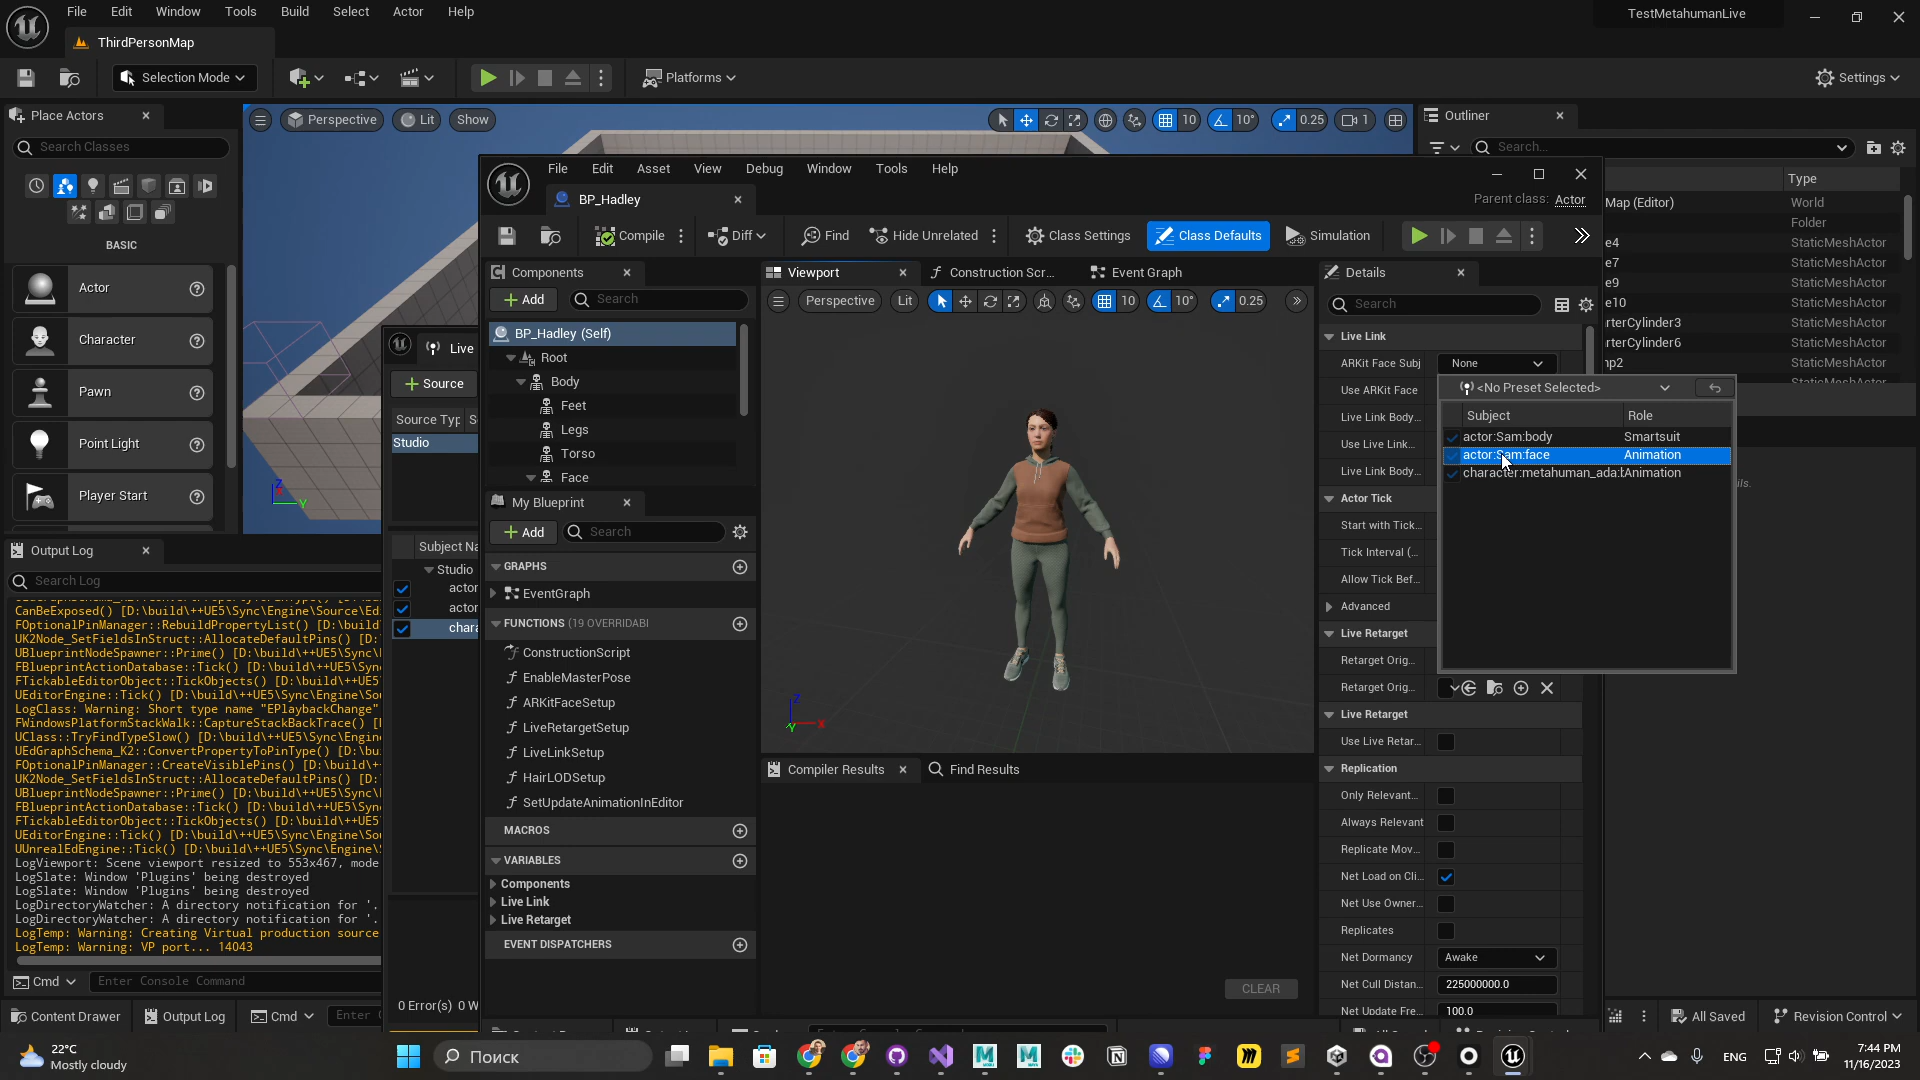 File Edit Window Tools Build Select Actor Help
TestMetahumanLive
ThirdPersonMap
Selection Mode
Platforms
Settings
Place Actors
Search Classes
BASIC
Actor
Character
Pawn
Point Light
Player Start
Perspective Lit Show
10 10° 0.25 1
Outliner
Search...
Type
Map (Editor) World
Folder
e4 StaticMeshActor
e7 StaticMeshActor
e9 StaticMeshActor
e10 StaticMeshActor
rterCylinder3 StaticMeshActor
rterCylinder6 StaticMeshActor
np2 StaticMeshActor
StaticMeshActor
ils.
Live
Source
Source Typ S
Studio
Subject Na
Studio
actor
actor
chara
0 Error(s) 0 W
File Edit Asset View Debug Window Tools Help
BP_Hadley
Parent class: Actor
Compile Diff Find Hide Unrelated Class Settings Class Defaults Simulation
Components
Add Search
BP_Hadley (Self)
Root
Body
Feet
Legs
Torso
Face
My Blueprint
Add Search
GRAPHS
EventGraph
FUNCTIONS (19 OVERRIDABI
ConstructionScript
EnableMasterPose
ARKitFaceSetup
LiveRetargetSetup
LiveLinkSetup
HairLODSetup
SetUpdateAnimationInEditor
MACROS
VARIABLES
Components
Live Link
Live Retarget
EVENT DISPATCHERS
Viewport Construction Scr... Event Graph
Perspective Lit 10 10° 0.25
Z X Y
Compiler Results Find Results
CLEAR
Details
Search
Live Link
ARKit Face Subj None
Use ARKit Face
Live Link Body...
Use Live Link...
Live Link Body...
Actor Tick
Start with Tick...
Tick Interval (...
Allow Tick Bef...
Advanced
Live Retarget
Retarget Orig...
Retarget Orig...
Live Retarget
Use Live Retar...
Replication
Only Relevant...
Always Relevant
Replicate Mov...
Net Load on Cli...
Net Use Owner...
Replicates
Net Dormancy Awake
Net Cull Distan... 225000000.0
Net Update Fre... 100.0
<No Preset Selected>
Subject Role
actor:Sam:body Smartsuit
actor:Sam:face Animation
character:metahuman_ada:l Animation
Output Log
Search Log
CanBeExposed() [D:\build\++UE5\Sync\Engine\Source\Ed
FOptionalPinManager::RebuildPropertyList() [D:\build
UK2Node_SetFieldsInStruct::AllocateDefaultPins() [D:
UBlueprintNodeSpawner::Prime() [D:\build\++UE5\Sync\
FBlueprintActionDatabase::Tick() [D:\build\++UE5\Syn
FTickableEditorObject::TickObjects() [D:\build\++UE5
UEditorEngine::Tick() [D:\build\++UE5\Sync\Engine\So
LogClass: Warning: Short type name "EPlaybackChange"
FWindowsPlatformStackWalk::CaptureStackBackTrace() [
UClass::TryFindTypeSlow() [D:\build\++UE5\Sync\Engin
UEdGraphSchema_K2::ConvertPropertyToPinType() [D:\bu
FOptionalPinManager::CreateVisiblePins() [D:\build\+
UK2Node_SetFieldsInStruct::AllocateDefaultPins() [D:
UBlueprintNodeSpawner::Prime() [D:\build\++UE5\Sync\
FBlueprintActionDatabase::Tick() [D:\build\++UE5\Syn
FTickableEditorObject::TickObjects() [D:\build\++UE5
UEditorEngine::Tick() [D:\build\++UE5\Sync\Engine\So
UUnrealEdEngine::Tick() [D:\build\++UE5\Sync\Engine\
LogViewport: Scene viewport resized to 553x467, mode
LogSlate: Window 'Plugins' being destroyed
LogSlate: Window 'Plugins' being destroyed
LogDirectoryWatcher: A directory notification for '.
LogDirectoryWatcher: A directory notification for '.
LogTemp: Warning: Creating Virtual production source
LogTemp: Warning: VP port... 14043
Cmd Enter Console Command
Content Drawer Output Log Cmd Enter
All Saved Revision Control
22°C
Mostly cloudy
Поиск
ENG
7:44 PM
11/16/2023